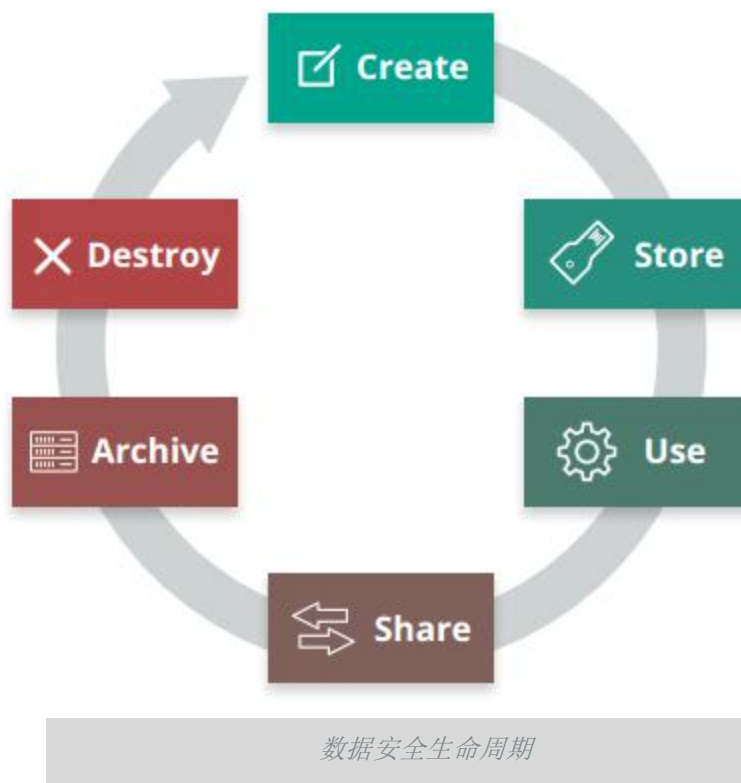 Create
Store
Use
Share
Archive
Destroy
数据安全生命周期